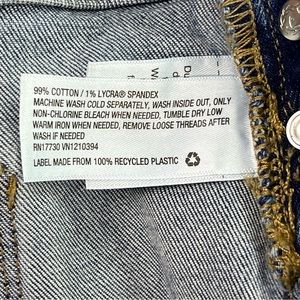 99% COTTON / 1% LYCRA® SPANDEX
MACHINE WASH COLD SEPARATELY, WASH INSIDE OUT, ONLY
NON-CHLORINE BLEACH WHEN NEEDED, TUMBLE DRY LOW
WARM IRON WHEN NEEDED, REMOVE LOOSE THREADS AFTER
WASH IF NEEDED
RN17730 VN1210394
LABEL MADE FROM 100% RECYCLED PLASTIC